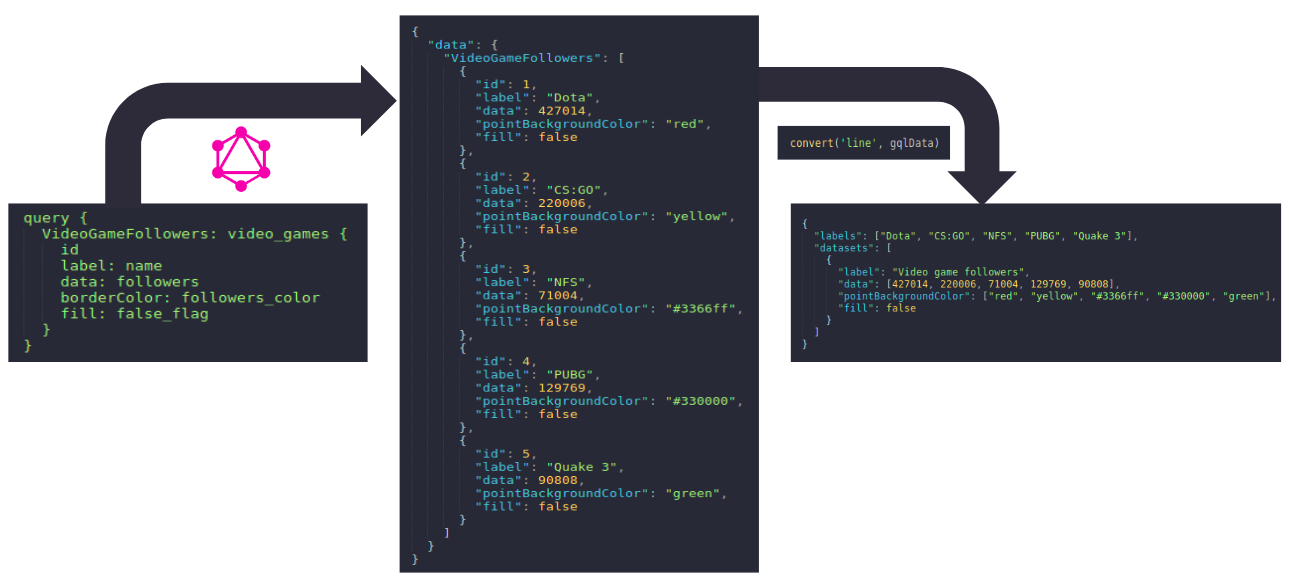 query {
VideoGameFollowers: video_games {
id
label: name
data: followers
borderColor: followers_color
fill: false_flag
}
}
{
"data": {
"VideoGameFollowers": [
{
"id": 1,
"label": "Dota",
"data": 427014,
"pointBackgroundColor": "red",
"fill": false
},
{
"id": 2,
"label": "CS:GO",
"data": 220006,
"pointBackgroundColor": "yellow",
"fill": false
},
{
"id": 3,
"label": "NFS",
"data": 71004,
"pointBackgroundColor": "#3366ff",
"fill": false
},
{
"id": 4,
"label": "PUBG",
"data": 129769,
"pointBackgroundColor": "#330000",
"fill": false
},
{
"id": 5,
"label": "Quake 3",
"data": 90808,
"pointBackgroundColor": "green",
"fill": false
}
]
}
}
convert('line', gqlData)
{
"labels": ["Dota", "CS:GO", "NFS", "PUBG", "Quake 3"],
"datasets": [
{
"label": "Video game followers",
"data": [427014, 220006, 71004, 129769, 90808],
"pointBackgroundColor": ["red", "yellow", "#3366ff", "#330000", "green"],
"fill": false
}
]
}